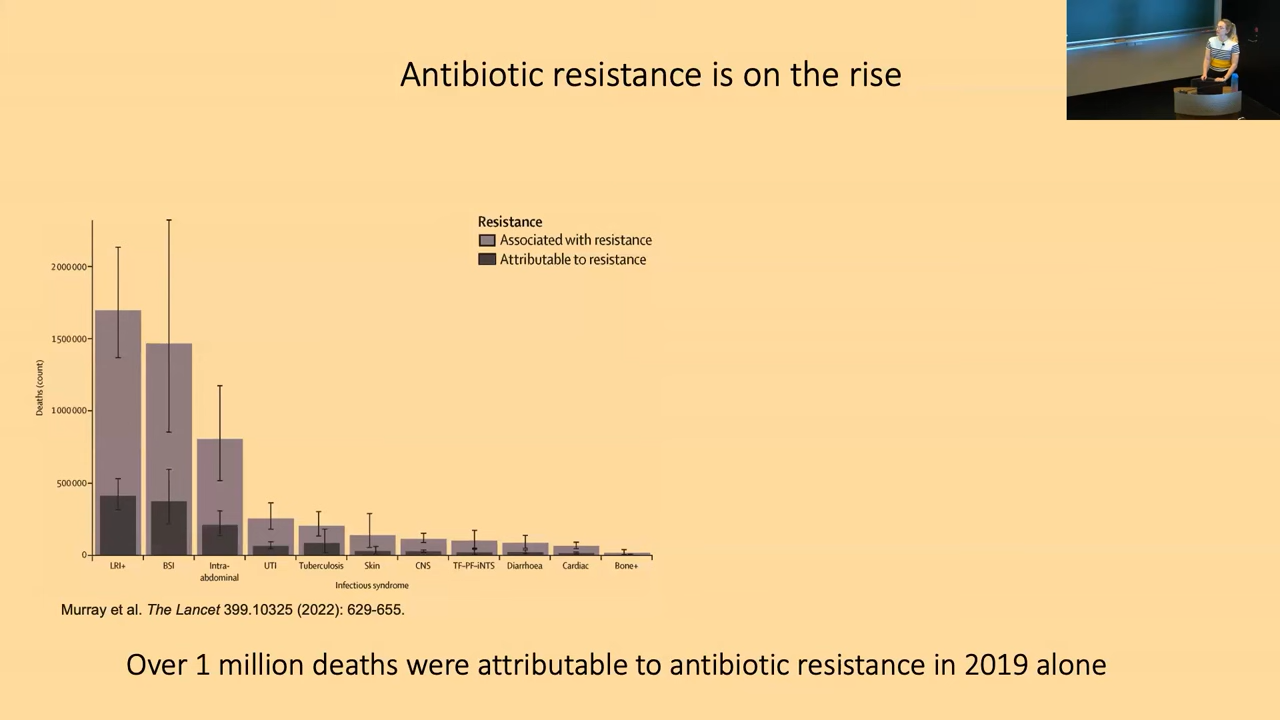 Antibiotic resistance is on the rise
Resistance
Associated with resistance
Attributable to resistance
2000000
1500000
1000000
500000
0
Deaths (count)
LRI+ BSI Intra- UTI Tuberculosis Skin CNS TF-PF-iNTS Diarrhoea Cardiac Bone+
abdominal
Infectious syndrome
Murray et al. The Lancet 399.10325 (2022): 629-655.
Over 1 million deaths were attributable to antibiotic resistance in 2019 alone